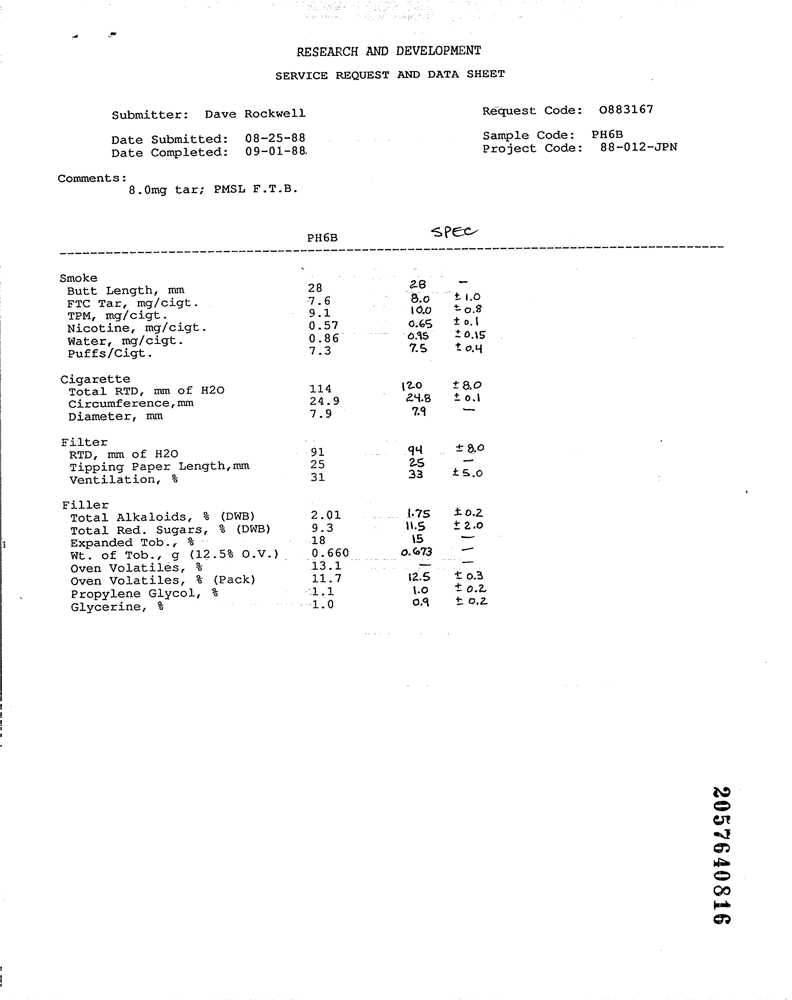 RESEARCH AND DEVELOPMENT
SERVICE REQUEST AND DATA SHEET
Submitter: Dave Rockwell Request Code: O883167
Date Submitted: 08-25-88 Sample Code: PH6B
Date Completed: 09-01-88 Project Code: 88-012-JPN
Comments:
8.0mg tar; PMSL F.T.B.
PH6B SPEC
Smoke
Butt Length, mm 28 28 —
FTC Tar, mg/cigt. 7.6 8.0 ± 1.0
TPM, mg/cigt. 9.1 10.0 ± 0.8
Nicotine, mg/cigt. 0.57 0.65 ± 0.1
Water, mg/cigt. 0.86 0.95 ± 0.15
Puffs/Cigt. 7.3 7.5 ± 0.4
Cigarette
Total RTD, mm of H2O 114 120 ± 8.0
Circumference,mm 24.9 24.8 ± 0.1
Diameter, mm 7.9 7.9 —
Filter
RTD, mm of H2O 91 94 ± 8.0
Tipping Paper Length,mm 25 25 —
Ventilation, % 31 33 ± 5.0
Filler
Total Alkaloids, % (DWB) 2.01 1.75 ± 0.2
Total Red. Sugars, % (DWB) 9.3 11.5 ± 2.0
Expanded Tob., % 18 15 —
Wt. of Tob., g (12.5% O.V.) 0.660 0.673 —
Oven Volatiles, % 13.1 — —
Oven Volatiles, % (Pack) 11.7 12.5 ± 0.3
Propylene Glycol, % 1.1 1.0 ± 0.2
Glycerine, % 1.0 0.9 ± 0.2
2057640816